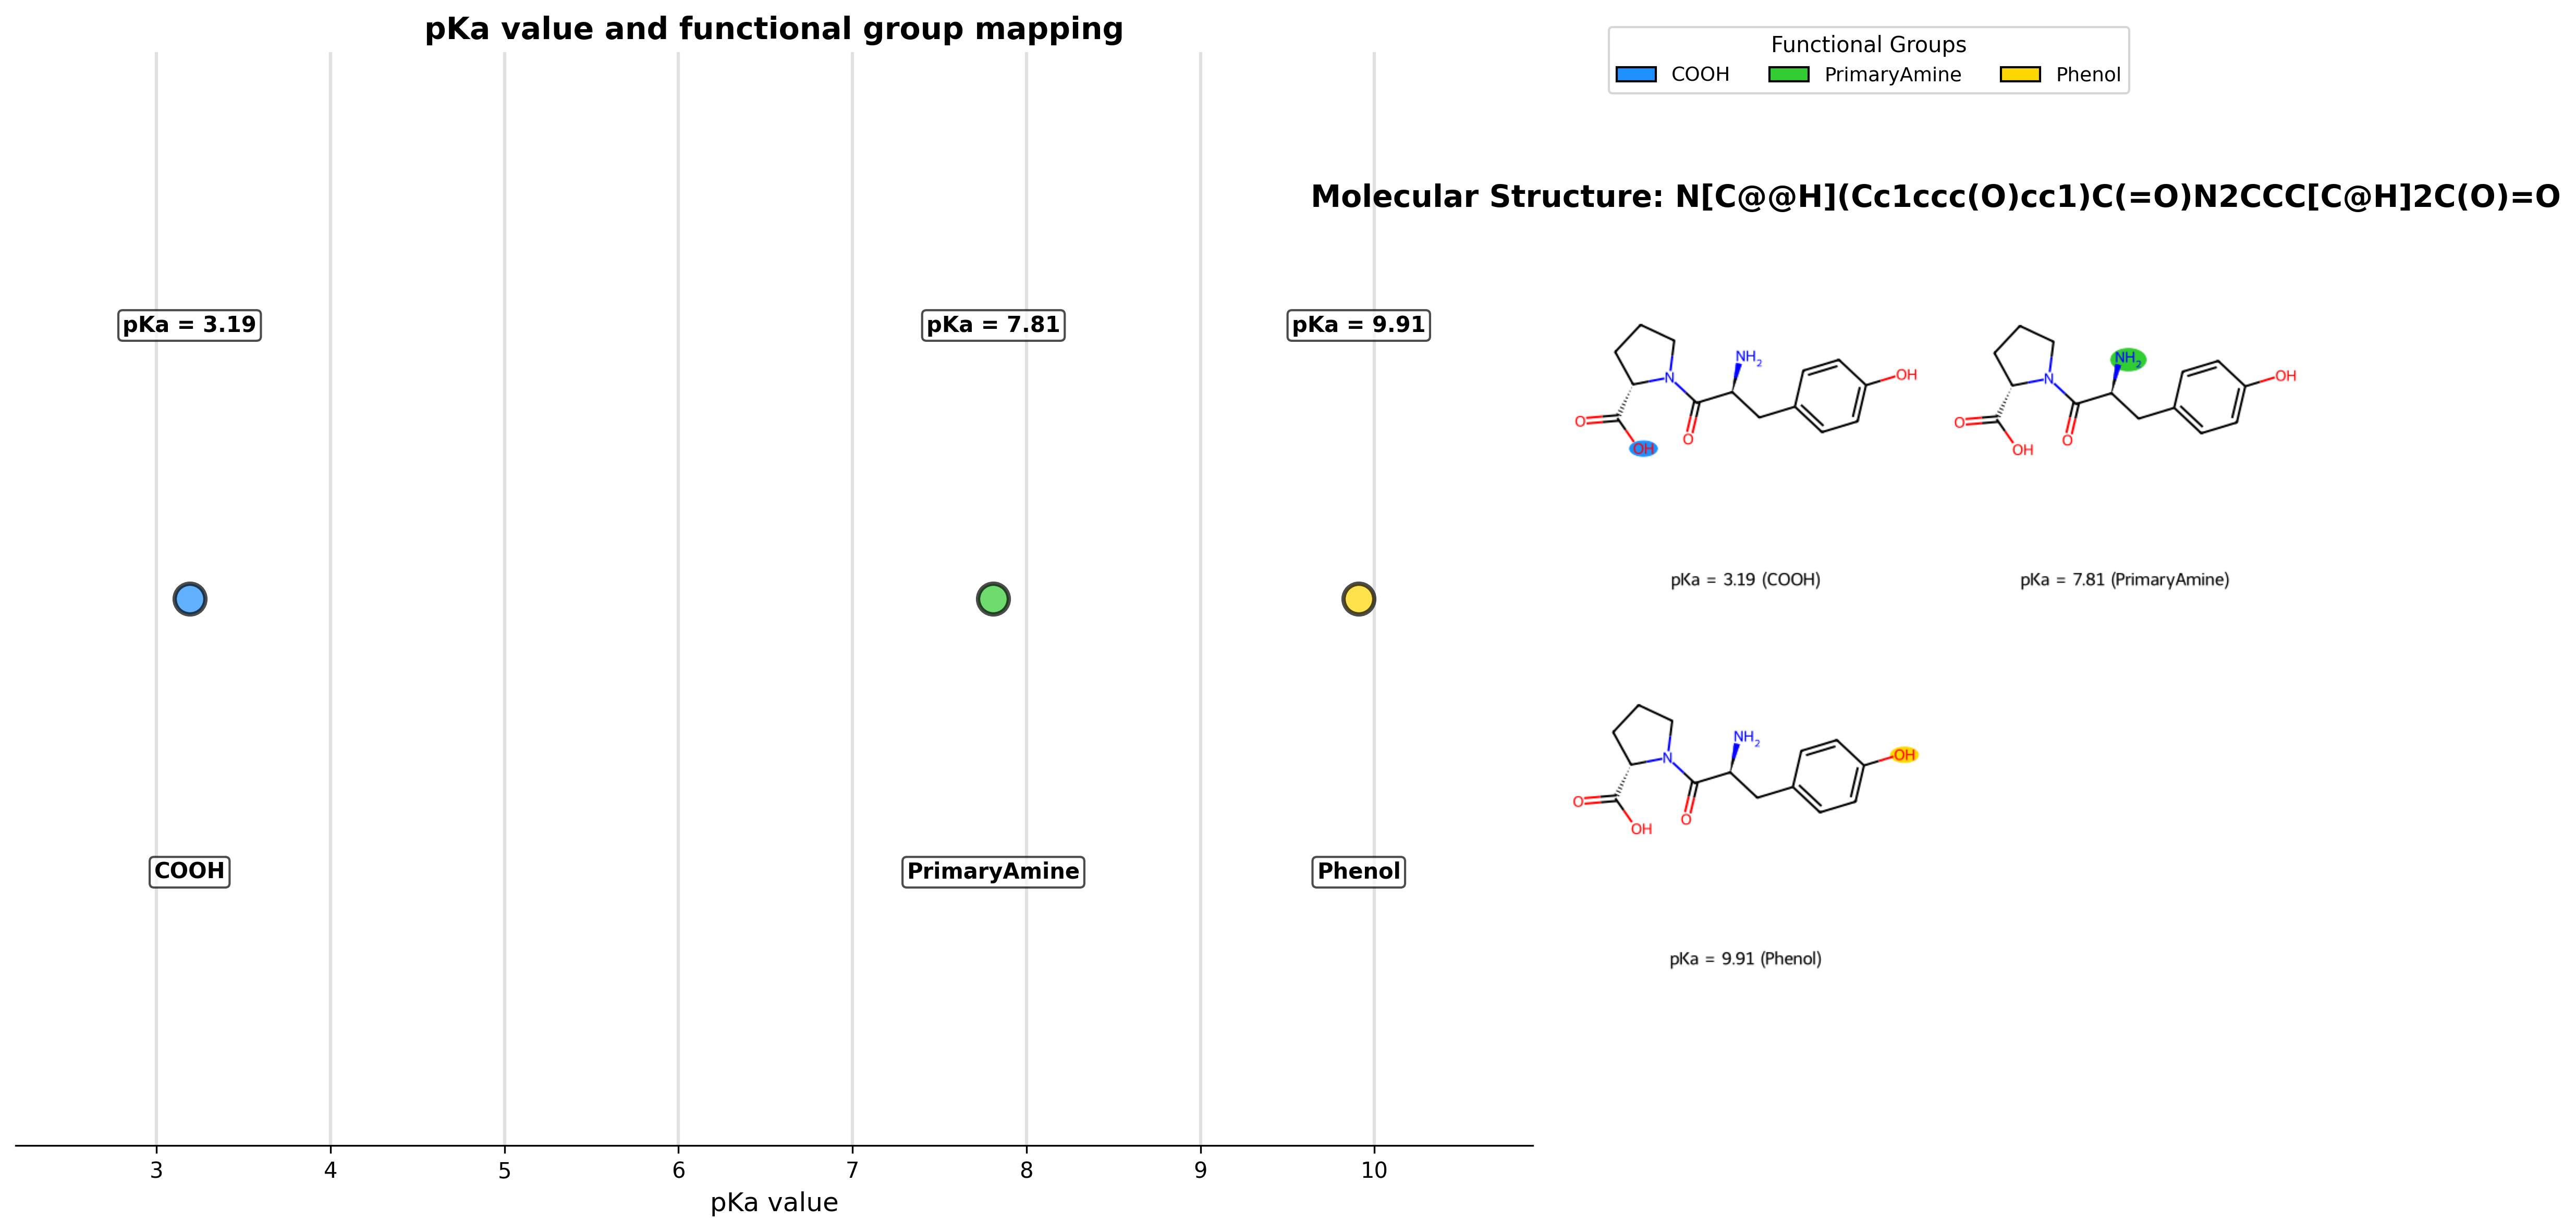 pKa value and functional group mapping
Functional Groups
COOH PrimaryAmine Phenol
Molecular Structure: N[C@@H](Cc1ccc(O)cc1)C(=O)N2CCC[C@H]2C(O)=O
pKa = 3.19 pKa = 7.81 pKa = 9.91
COOH PrimaryAmine Phenol
3 4 5 6 7 8 9 10
pKa value
NH2
N
OH
O
O
OH
pKa = 3.19 (COOH)
NH2
N
OH
O
O
OH
pKa = 7.81 (PrimaryAmine)
NH2
N
OH
O
O
OH
pKa = 9.91 (Phenol)